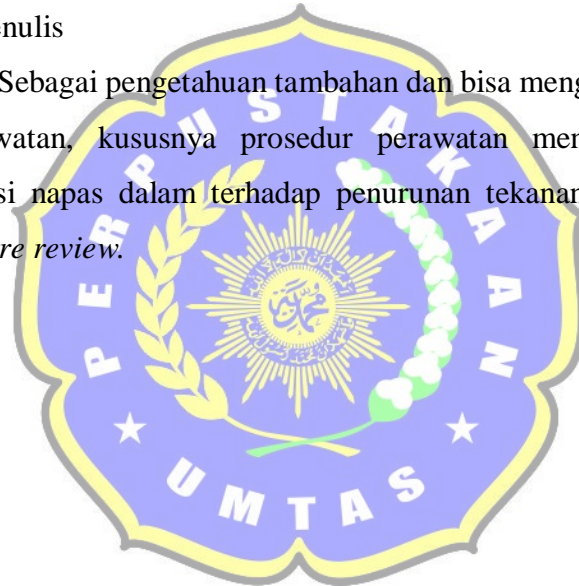 enulis
Sebagai pengetahuan tambahan dan bisa meng
watan, kususnya prosedur perawatan men
si napas dalam terhadap penurunan tekanan
re review.
PERPUSTAKAAN
UMTAS